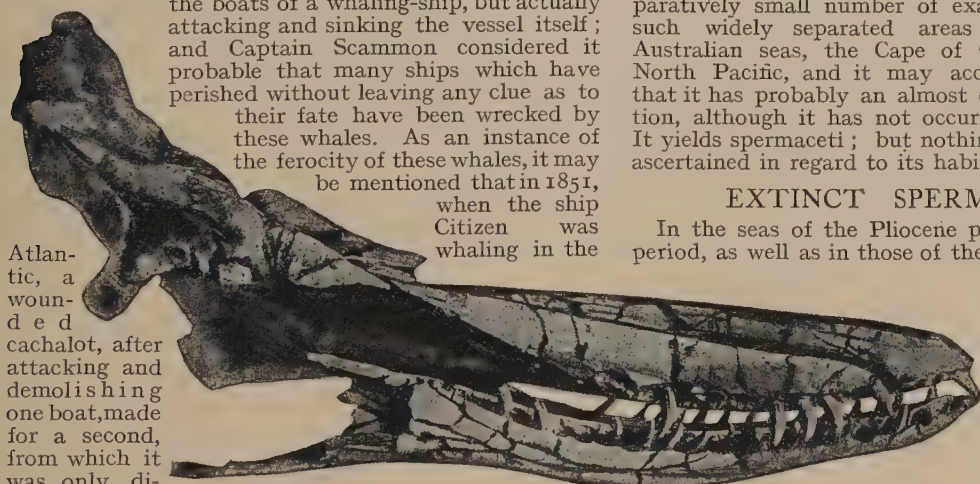 the boats of a whaling-ship, but actually
attacking and sinking the vessel itself ;
and Captain Scammon considered it
probable that many ships which have
perished without leaving any clue as to
their fate have been wrecked by
these whales. As an instance of
the ferocity of these whales, it may
be mentioned that in 1851,
when the ship
Citizen was
whaling in the
Atlan-
tic, a
woun-
ded
cachalot, after
attacking and
demolishing
one boat, made
for a second,
from which it
was only di-
paratively small number of
such widely separated areas
Australian seas, the Cape of
North Pacific, and it may
that it has probably an almost
tion, although it has not
It yields spermaceti ; but
ascertained in regard to its
EXTINCT SPERM
In the seas of the Pliocene
period, as well as in those of the